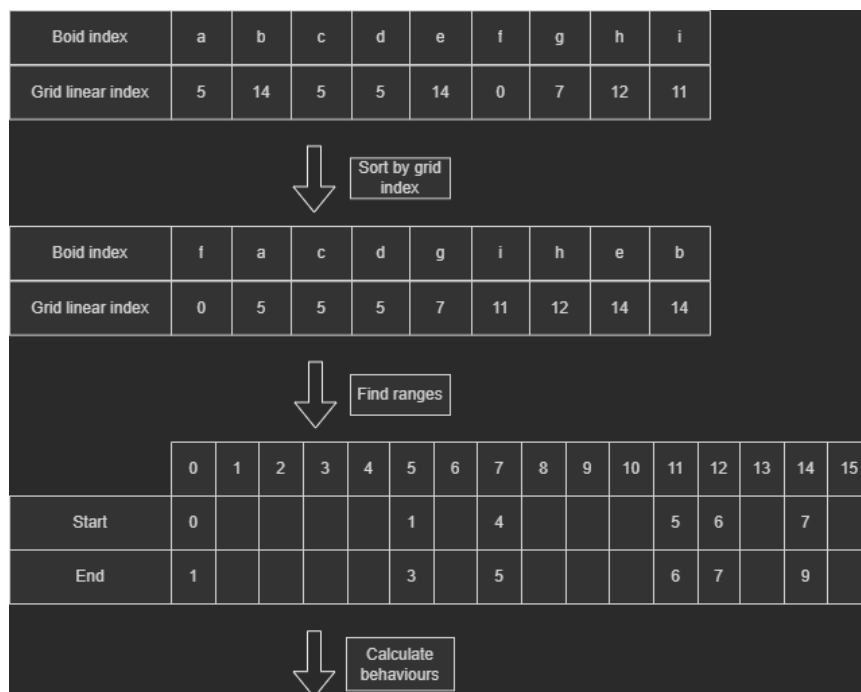 Boid index a b c d e f g h i
Grid linear index 5 14 5 5 14 0 7 12 11
Sort by grid
index
Boid index f a c d g i h e b
Grid linear index 0 5 5 5 7 11 12 14 14
Find ranges
0 1 2 3 4 5 6 7 8 9 10 11 12 13 14 15
Start 0 1 4 5 6 7
End 1 3 5 6 7 9
Calculate
behaviours